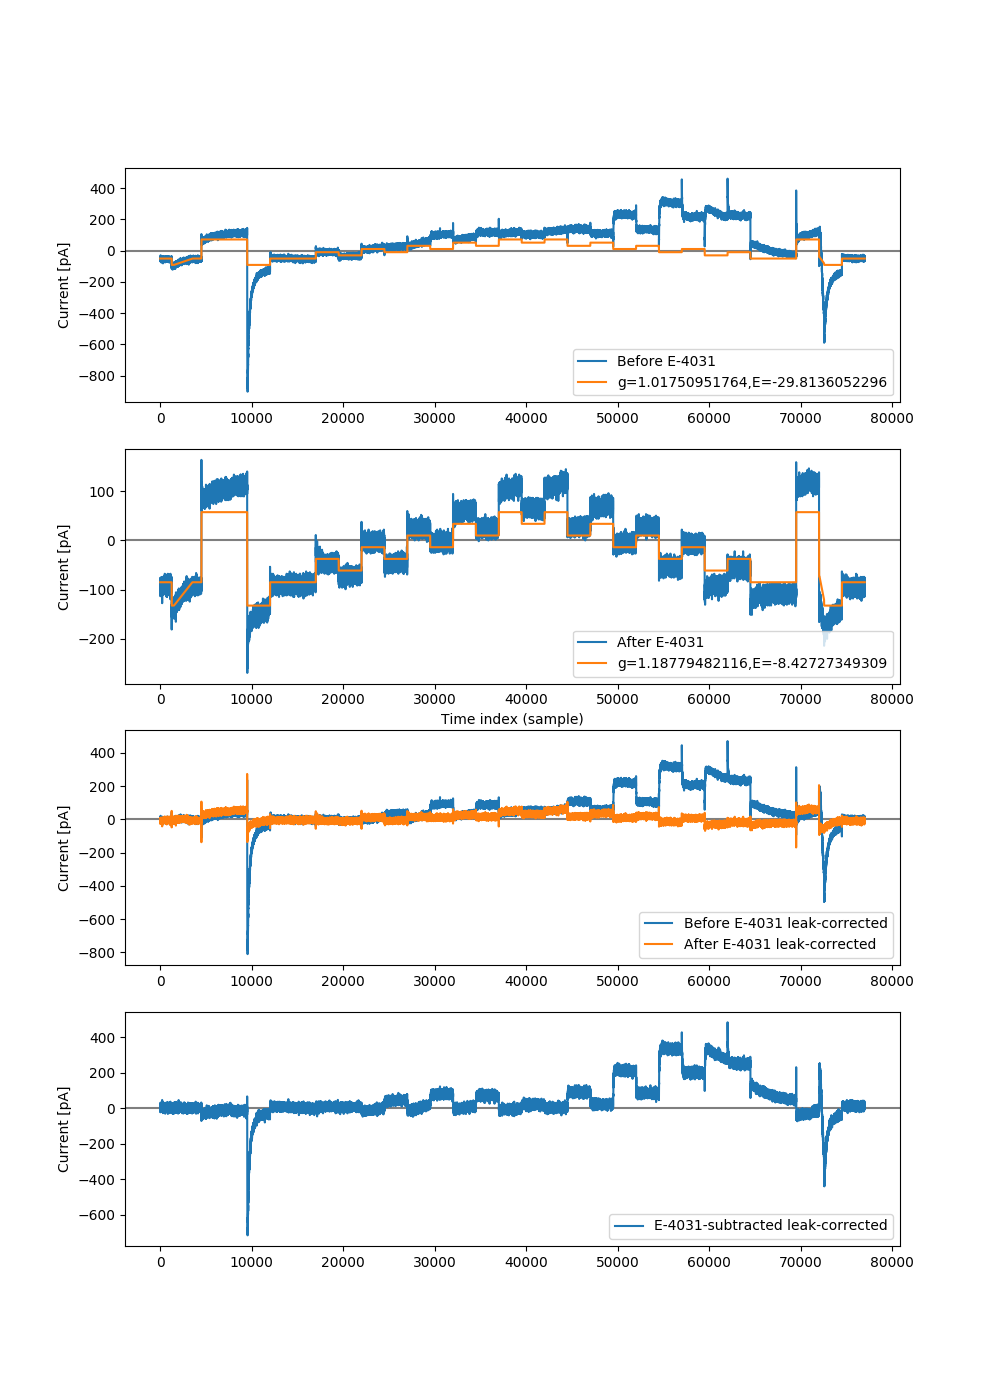 Current [pA]
400
200
0
−200
−400
−600
−800
Before E-4031
g=1.01750951764,E=-29.8136052296
0 10000 20000 30000 40000 50000 60000 70000 80000
Current [pA]
100
0
−100
−200
After E-4031
g=1.18779482116,E=-8.42727349309
0 10000 20000 30000 40000 50000 60000 70000 80000
Time index (sample)
Current [pA]
400
200
0
−200
−400
−600
−800
Before E-4031 leak-corrected
After E-4031 leak-corrected
0 10000 20000 30000 40000 50000 60000 70000 80000
Current [pA]
400
200
0
−200
−400
−600
E-4031-subtracted leak-corrected
0 10000 20000 30000 40000 50000 60000 70000 80000